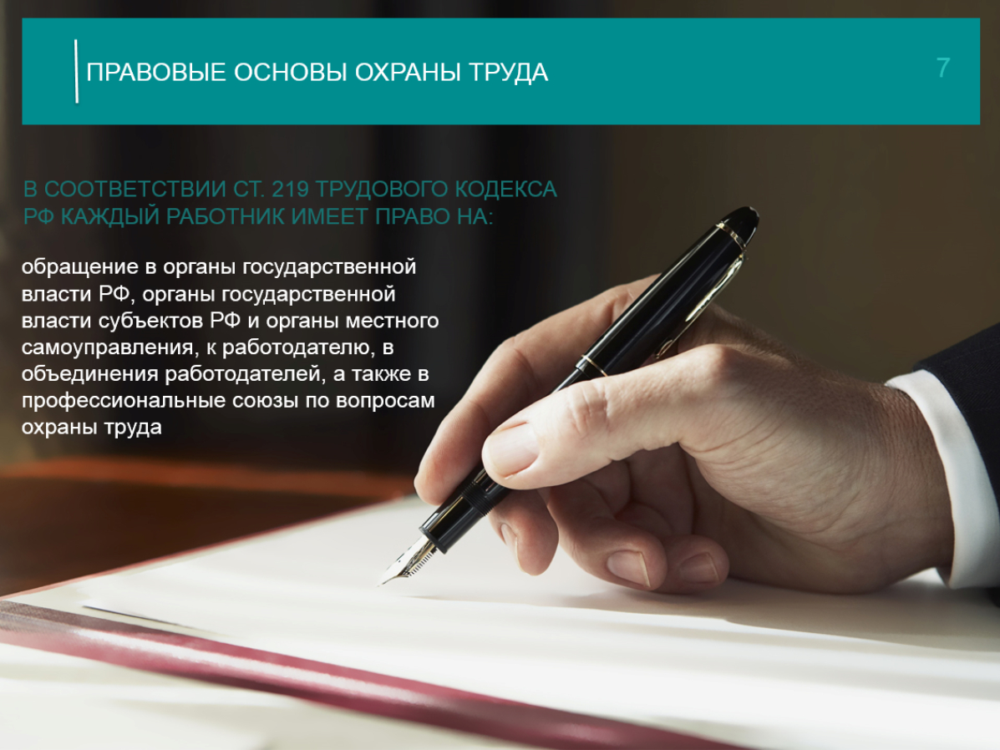 ПРАВОВЫЕ ОСНОВЫ ОХРАНЫ ТРУДА
7
В СООТВЕТСТВИИ СТ. 219 ТРУДОВОГО КОДЕКСА
РФ КАЖДЫЙ РАБОТНИК ИМЕЕТ ПРАВО НА:
обращение в органы государственной
власти РФ, органы государственной
власти субъектов РФ и органы местного
самоуправления, к работодателю, в
объединения работодателей, а также в
профессиональные союзы по вопросам
охраны труда